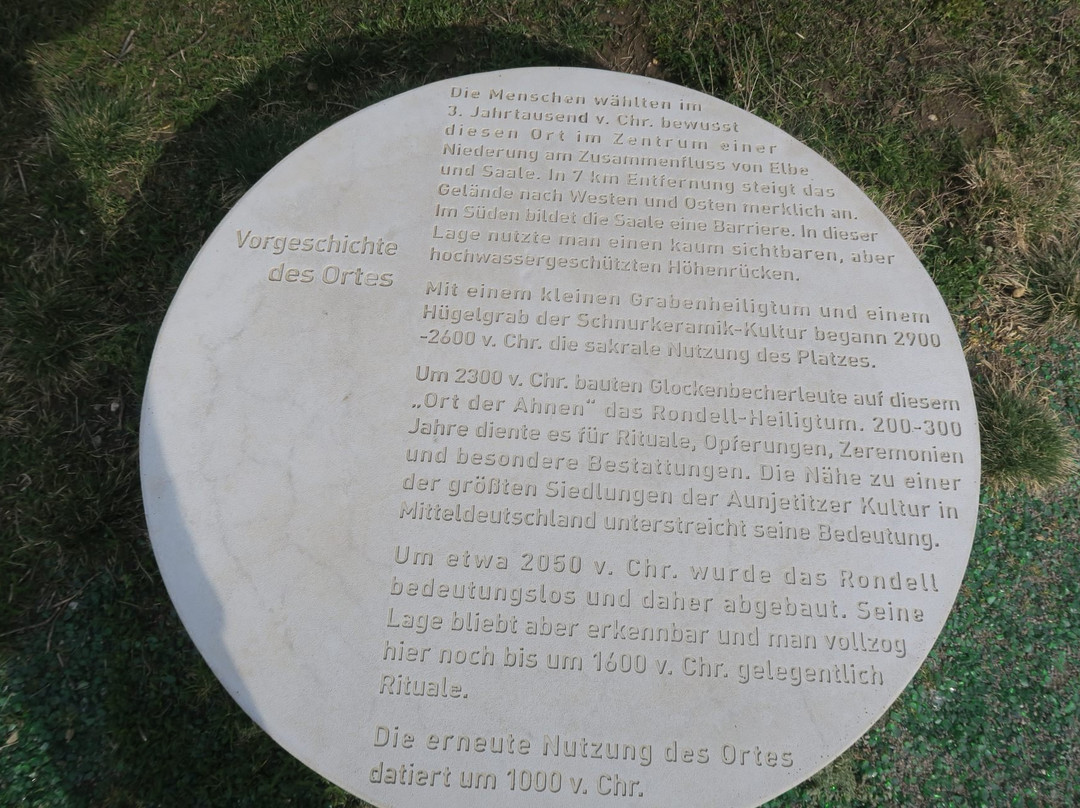 Vorgeschichte
des Ortes
Die Menschen wählten im
3. Jahrtausend v. Chr. bewusst
diesen Ort im Zentrum einer
Niederung am Zusammenfluss von Elbe
und Saale. In 7 km Entfernung steigt das
Gelände nach Westen und Osten merklich an.
Im Süden bildet die Saale eine Barriere. In dieser
Lage nutzte man einen kaum sichtbaren, aber
hochwassergeschützten Höhenrücken.
Mit einem kleinen Grabenheiligtum und einem
Hügelgrab der Schnurkeramik-Kultur begann 2900
-2600 v. Chr. die sakrale Nutzung des Platzes.
Um 2300 v. Chr. bauten Glockenbecherleute auf diesem
„Ort der Ahnen“ das Rondell-Heiligtum. 200-300
Jahre diente es für Rituale, Opferungen, Zeremonien
und besondere Bestattungen. Die Nähe zu einer
der größten Siedlungen der Aunjetitzer Kultur in
Mitteldeutschland unterstreicht seine Bedeutung.
Um etwa 2050 v. Chr. wurde das Rondell
bedeutungslos und daher abgebaut. Seine
Lage bliebt aber erkennbar und man vollzog
hier noch bis um 1600 v. Chr. gelegentlich
Rituale.
Die erneute Nutzung des Ortes
datiert um 1000 v. Chr.